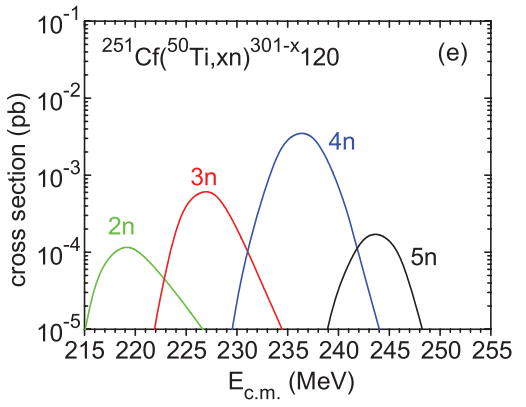 10⁻¹
²⁵¹Cf(⁵⁰Ti,xn)³⁰¹⁻ˣ120 (e)
10⁻²
4n
10⁻³
3n
2n
10⁻⁴
5n
10⁻⁵
cross section (pb)
215 220 225 230 235 240 245 250 255
E_c.m. (MeV)